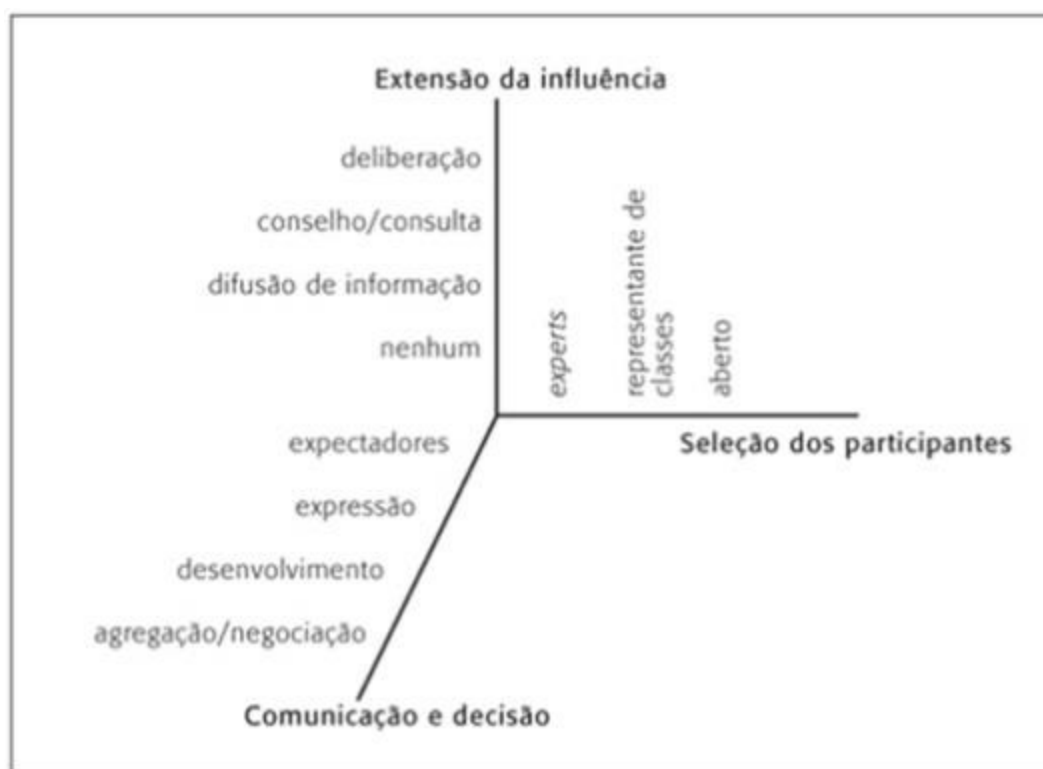 Extensão da influência
deliberação
conselho/consulta
difusão de informação
nenhum
experts
representante de
classes
aberto
expectadores
Seleção dos participantes
expressão
desenvolvimento
agregação/negociação
Comunicação e decisão